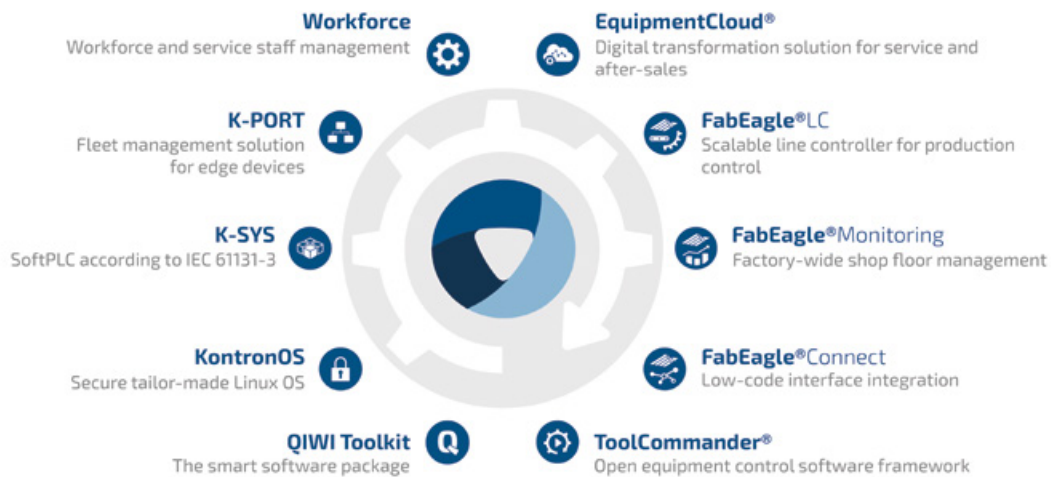 Workforce
Workforce and service staff management
K-PORT
Fleet management solution
for edge devices
K-SYS
SoftPLC according to IEC 61131-3
KontronOS
Secure tailor-made Linux OS
QIWI Toolkit
The smart software package
EquipmentCloud®
Digital transformation solution for service and
after-sales
FabEagle®LC
Scalable line controller for production
control
FabEagle®Monitoring
Factory-wide shop floor management
FabEagle®Connect
Low-code interface integration
ToolCommander®
Open equipment control software framework
Q